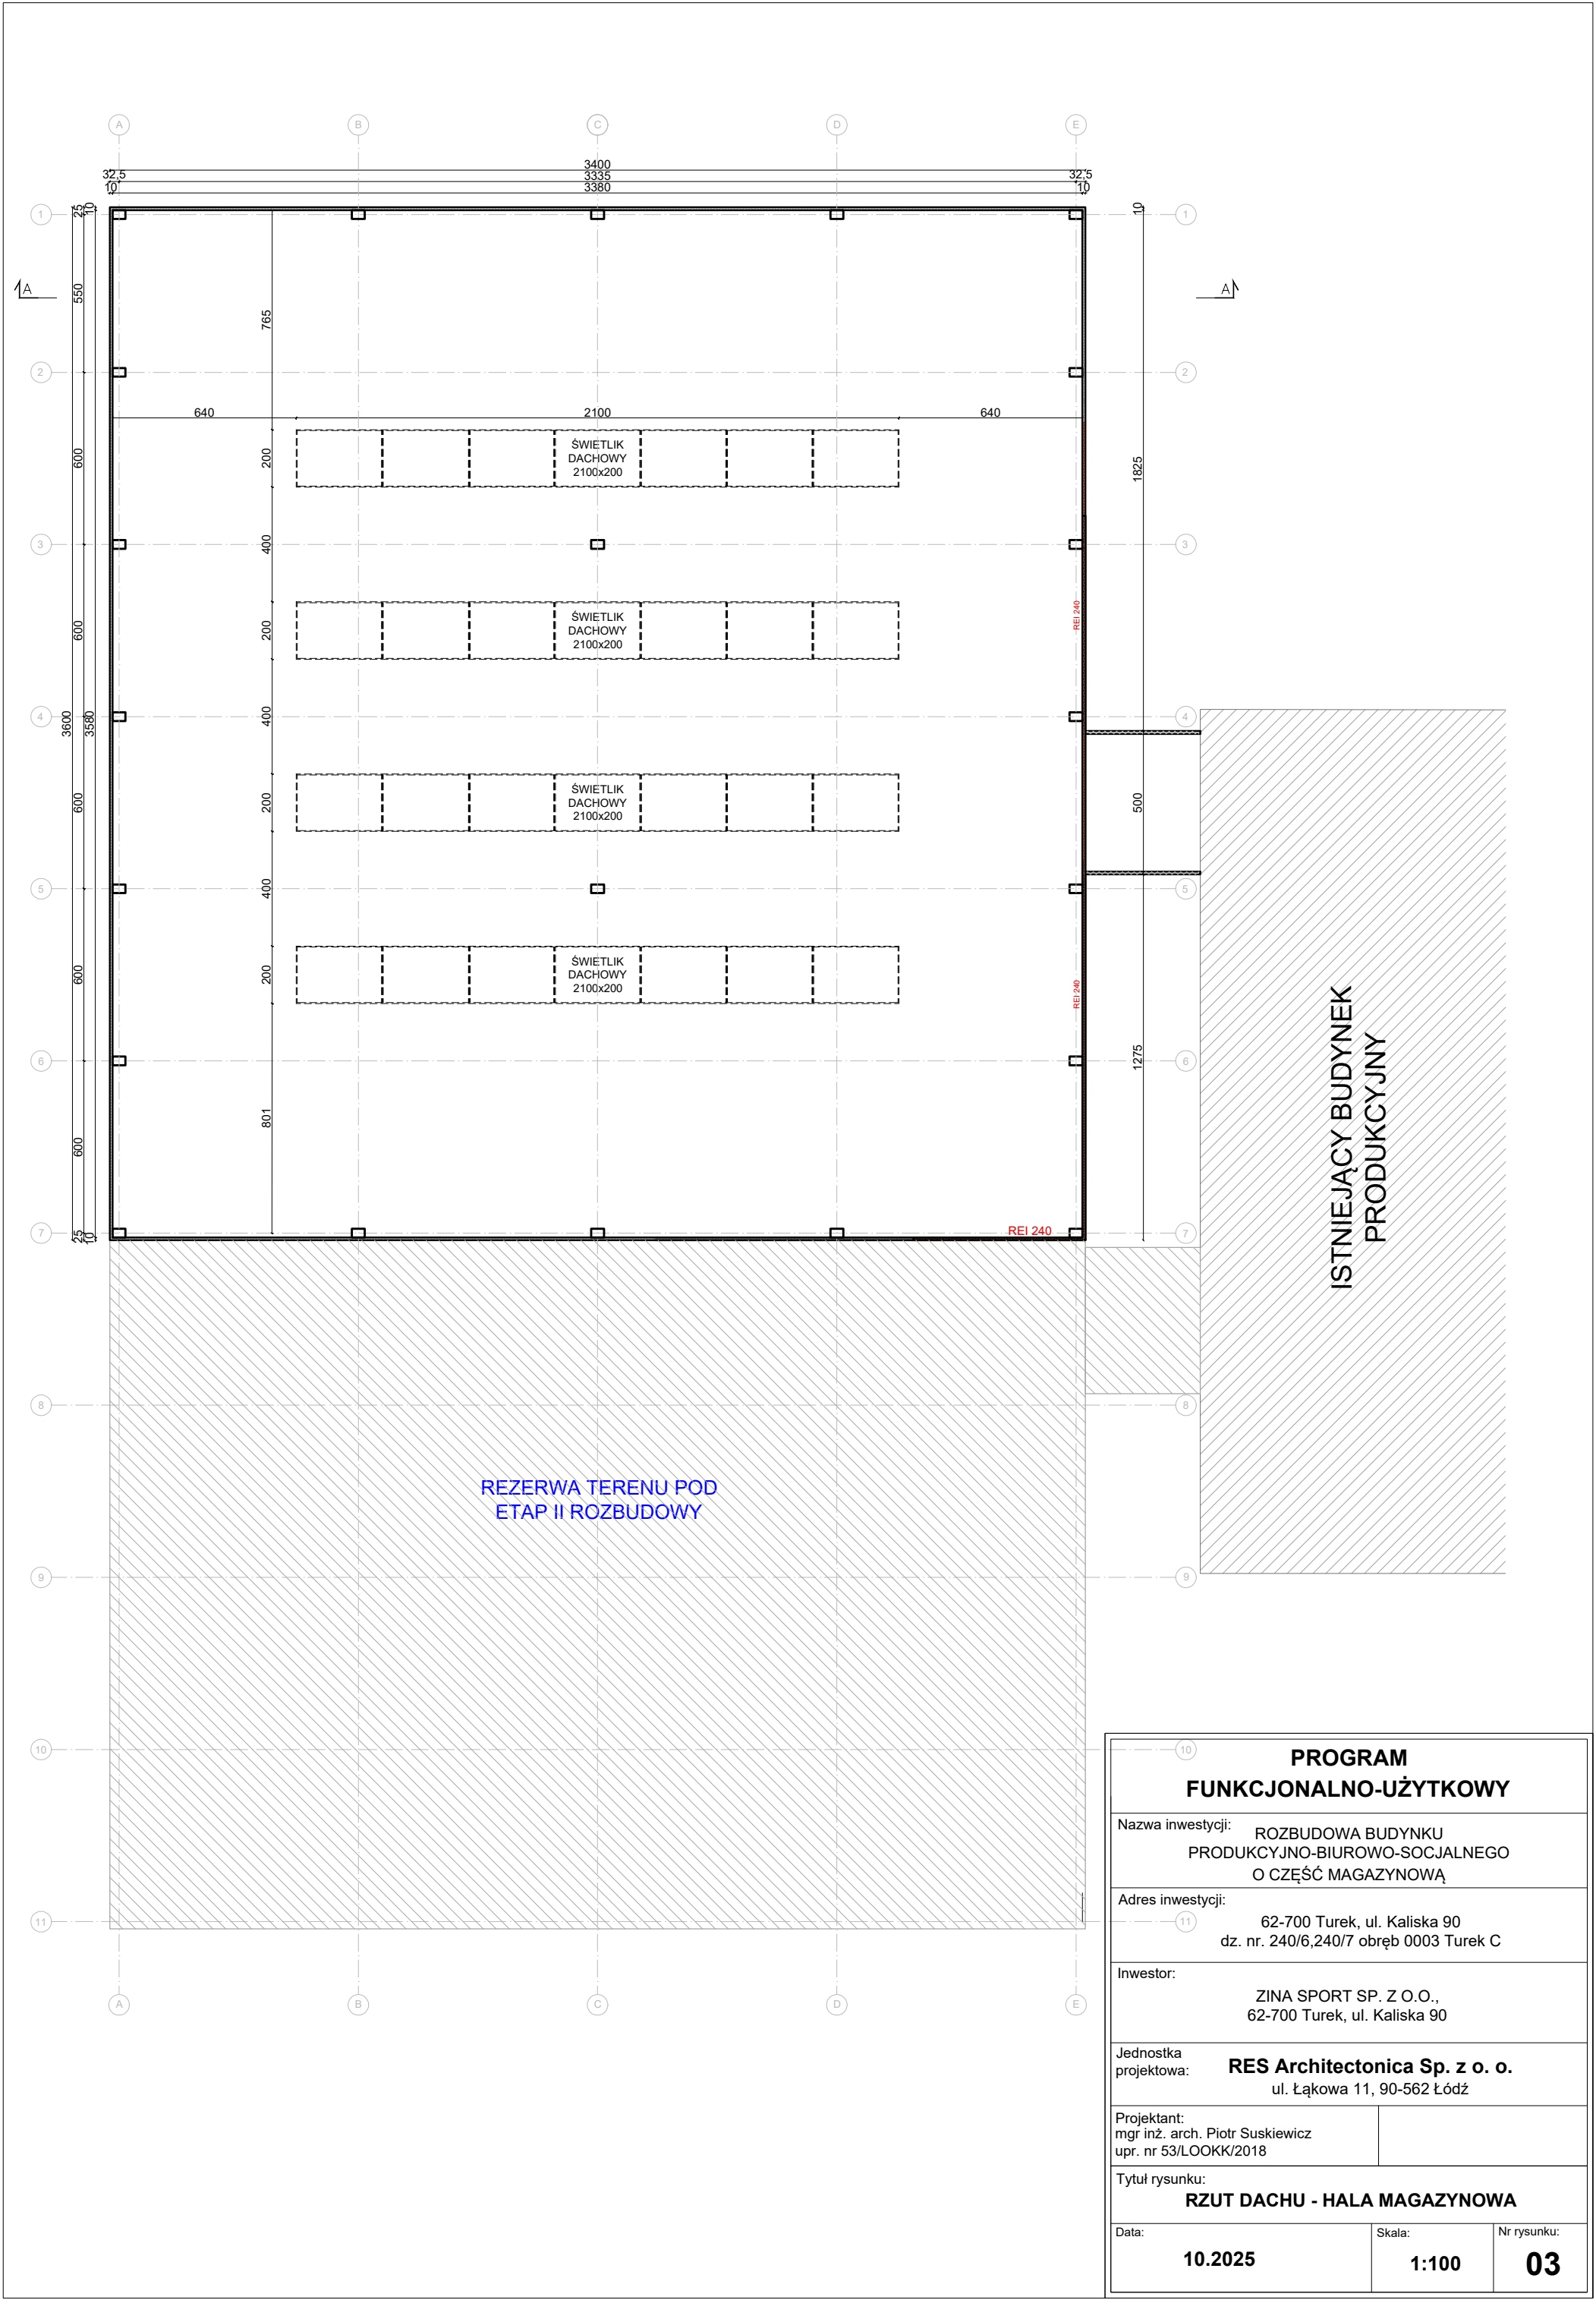 A
B
C
D
E
3400
32,5
3335
32,5
10
3380
10
25
10
10
1
1
550
765
A
A
2
2
640
2100
640
600
200
ŚWIETLIK
DACHOWY
2100x200
1825
3
400
3
600
200
ŚWIETLIK
DACHOWY
2100x200
REI 240
4
3600
3580
400
4
600
200
ŚWIETLIK
DACHOWY
2100x200
500
5
400
5
600
200
ŚWIETLIK
DACHOWY
2100x200
REI 240
6
1275
6
801
600
ISTNIEJĄCY BUDYNEK
PRODUKCYJNY
7
25
10
REI 240
7
8
8
REZERWA TERENU POD
ETAP II ROZBUDOWY
9
9
10
10
11
11
A
B
C
D
E
PROGRAM
FUNKCJONALNO-UŻYTKOWY
Nazwa inwestycji:
ROZBUDOWA BUDYNKU
PRODUKCYJNO-BIUROWO-SOCJALNEGO
O CZĘŚĆ MAGAZYNOWĄ
Adres inwestycji:
62-700 Turek, ul. Kaliska 90
dz. nr. 240/6,240/7 obręb 0003 Turek C
Inwestor:
ZINA SPORT SP. Z O.O.,
62-700 Turek, ul. Kaliska 90
Jednostka
projektowa:
RES Architectonica Sp. z o. o.
ul. Łąkowa 11, 90-562 Łódź
Projektant:
mgr inż. arch. Piotr Suskiewicz
upr. nr 53/LOOKK/2018
Tytuł rysunku:
RZUT DACHU - HALA MAGAZYNOWA
Data:
10.2025
Skala:
1:100
Nr rysunku:
03